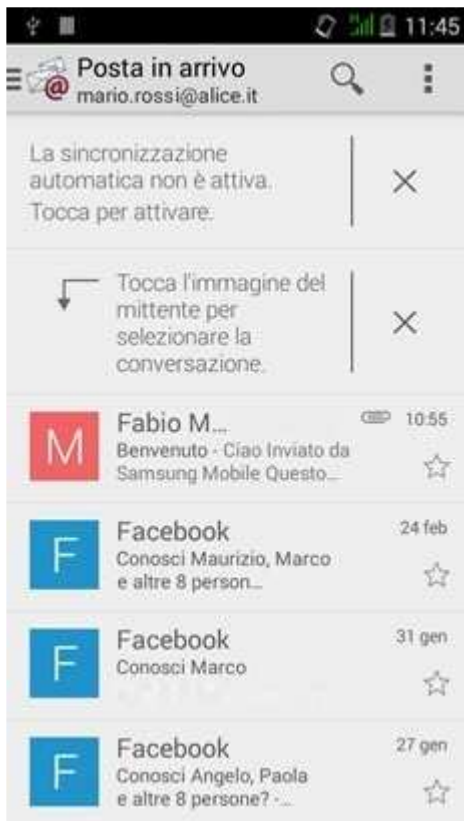 11:45
Posta in arrivo
mario.rossi@alice.it
La sincronizzazione
automatica non è attiva.
Tocca per attivare.
Tocca l'immagine del
mittente per
selezionare la
conversazione.
M
Fabio M...
10:55
Benvenuto - Ciao Inviato da
Samsung Mobile Questo...
F
Facebook
24 feb
Conosci Maurizio, Marco
e altre 8 person...
F
Facebook
31 gen
Conosci Marco
F
Facebook
27 gen
Conosci Angelo, Paola
e altre 8 persone? -...